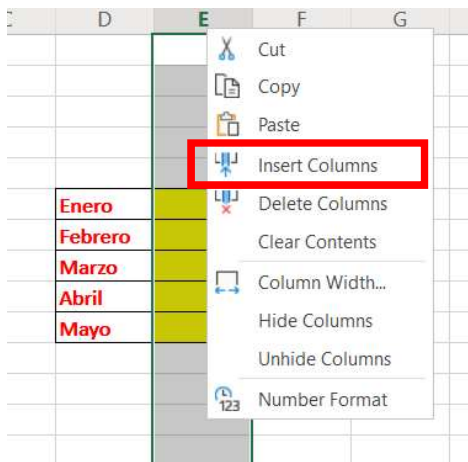 D E F G
Cut
Copy
Paste
Insert Columns
Enero
Delete Columns
Febrero
Clear Contents
Marzo
Column Width...
Abril
Hide Columns
Mayo
Unhide Columns
123
Number Format